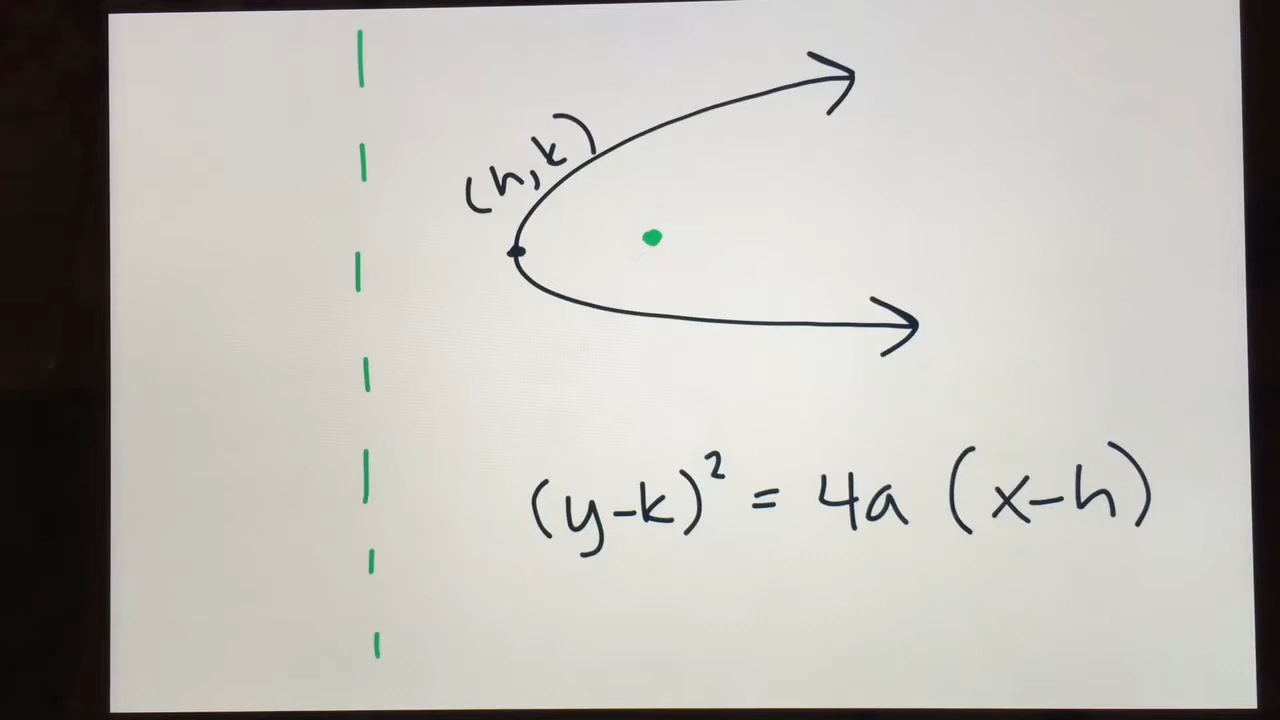 (h,k)
(y-k)² = 4a (x-h)